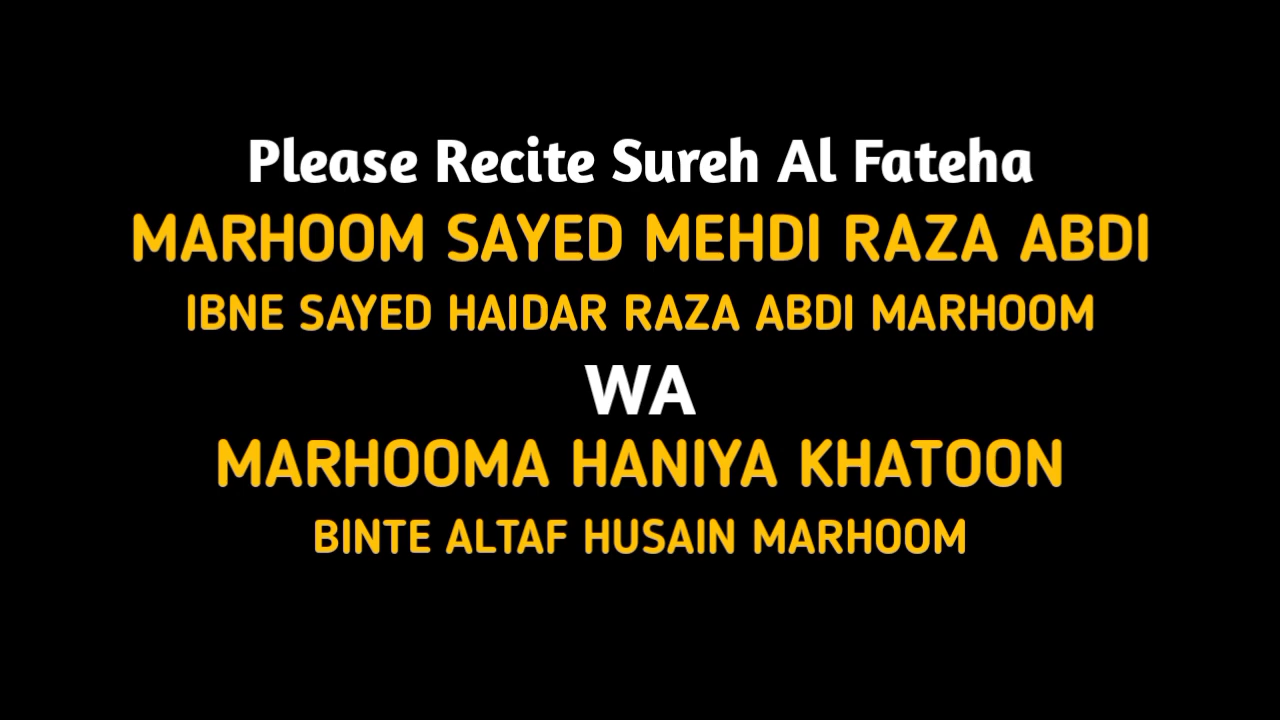 Please Recite Sureh Al Fateha
MARHOOM SAYED MEHDI RAZA ABDI
IBNE SAYED HAIDAR RAZA ABDI MARHOOM
WA
MARHOOMA HANIYA KHATOON
BINTE ALTAF HUSAIN MARHOOM